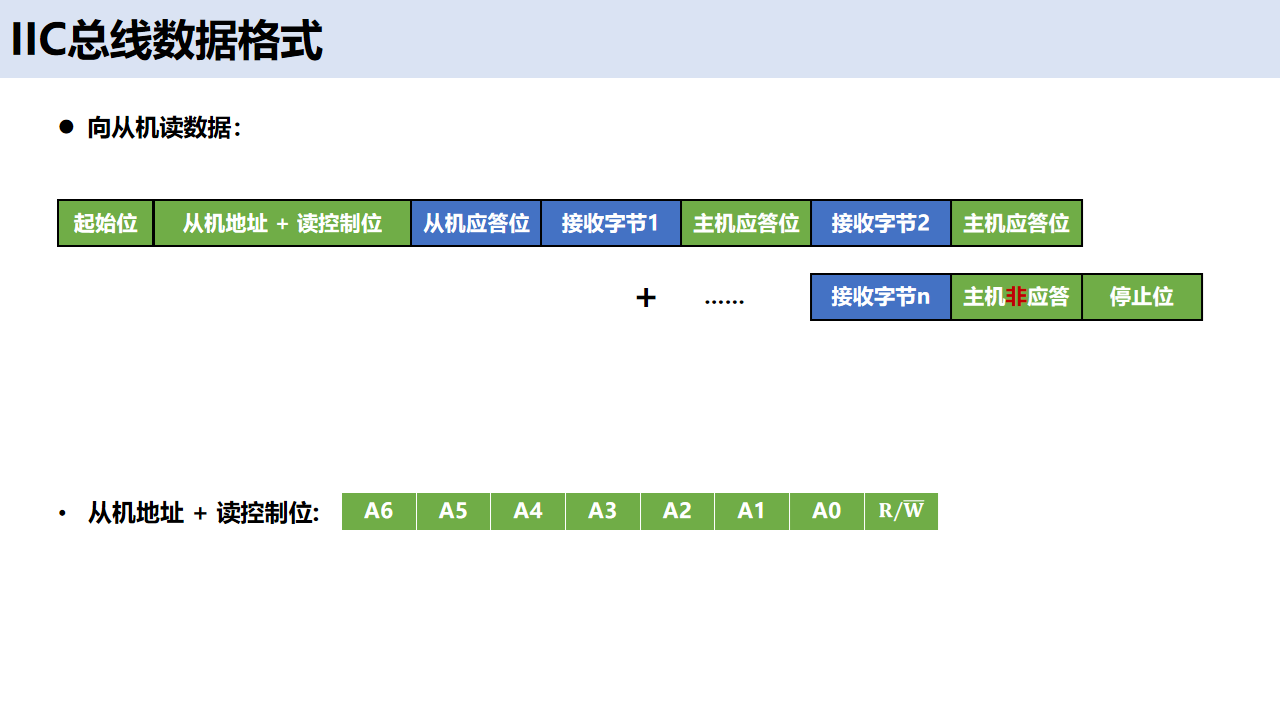 IIC总线数据格式
● 向从机读数据：
起始位 从机地址 + 读控制位 从机应答位 接收字节1 主机应答位 接收字节2 主机应答位
+ …… 接收字节n 主机非应答 停止位
• 从机地址 + 读控制位: A6 A5 A4 A3 A2 A1 A0 R/W̅